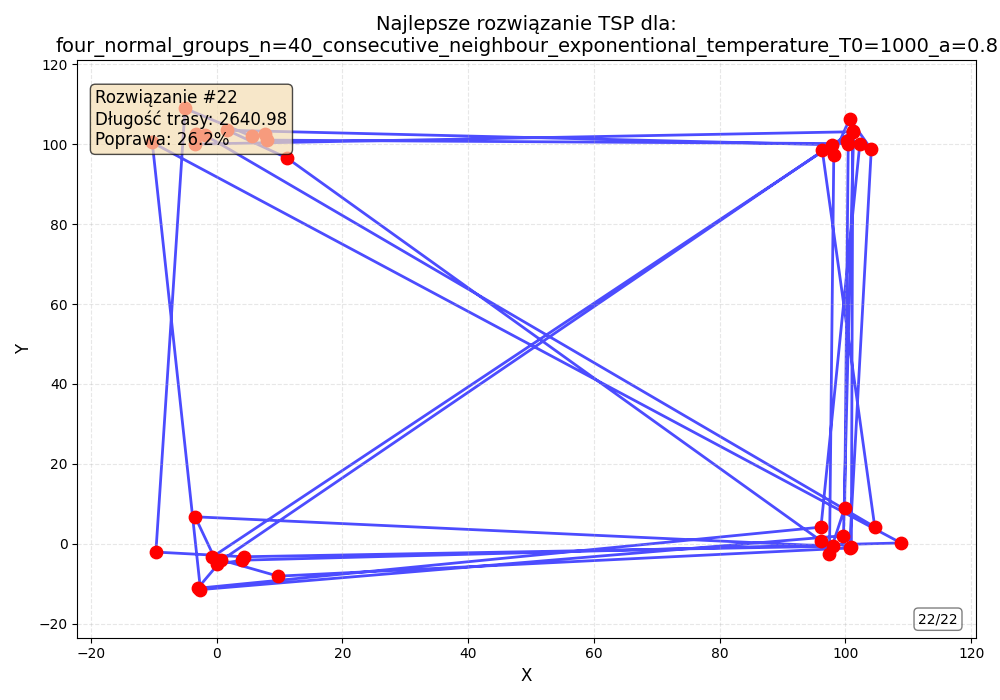 Najlepsze rozwiązanie TSP dla:
four_normal_groups_n=40_consecutive_neighbour_exponential_temperature_T0=1000_a=0.8
Rozwiązanie #22
Długość trasy: 2640.98
Poprawa: 26.2%
120
100
80
60
40
20
0
−20
Y
22/22
−20
0
20
40
60
80
100
120
X